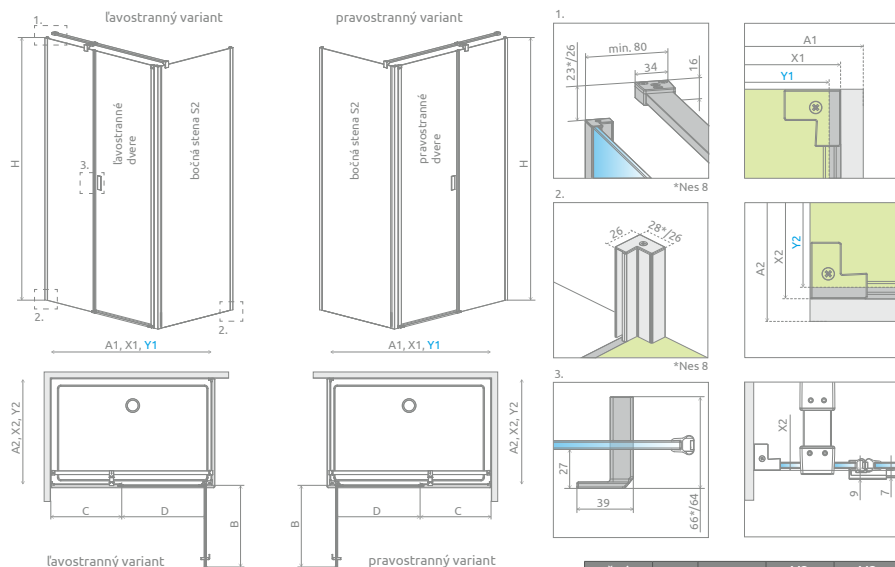 ľavostranný variant
pravostranný variant
1.
H
3.
ľavostranné
dvere
bočná stena S2
2.
2.
bočná stena S2
pravostranné
dvere
H
A1, X1, Y1
A1, X1, Y1
A2, X2, Y2
A2, X2, Y2
C
D
B
B
D
C
ľavostranný variant
pravostranný variant
1.
min. 80
23*/26
34
16
*Nes 8
A1
X1
Y1
2.
26
28*/26
*Nes 8
A2
X2
Y2
3.
27
39
66*/64
X2
9
7